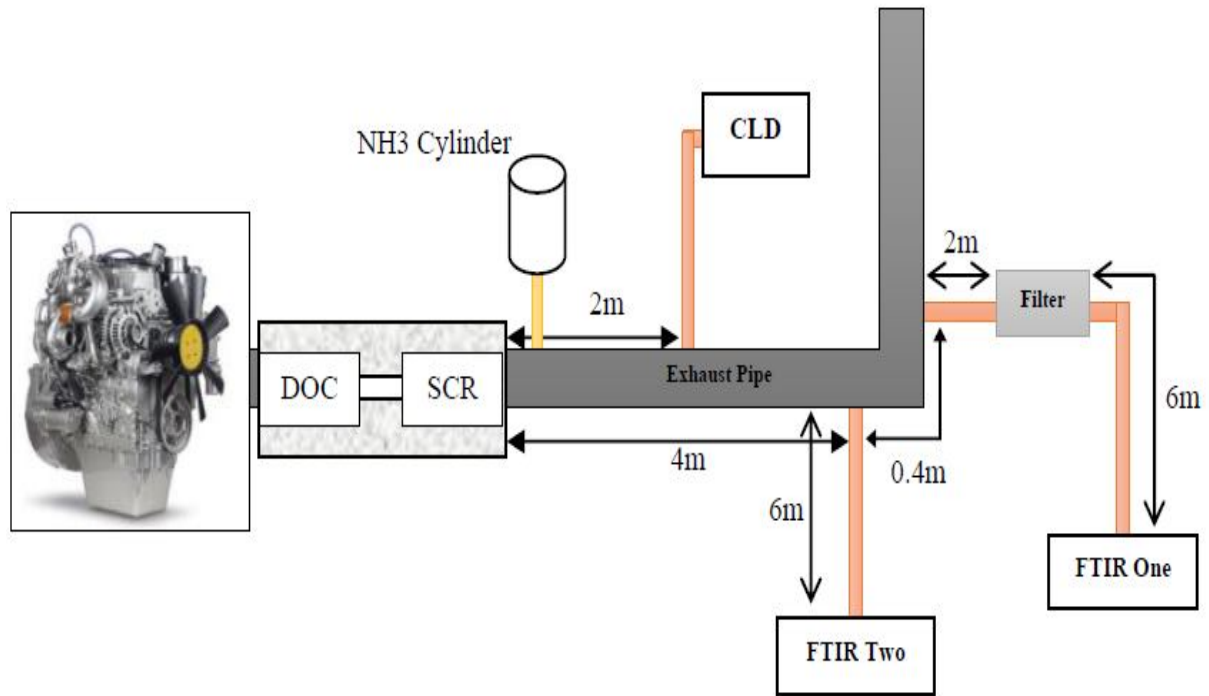 NH3 Cylinder
CLD
2m
2m
Filter
DOC
SCR
Exhaust Pipe
6m
4m
0.4m
6m
FTIR One
FTIR Two